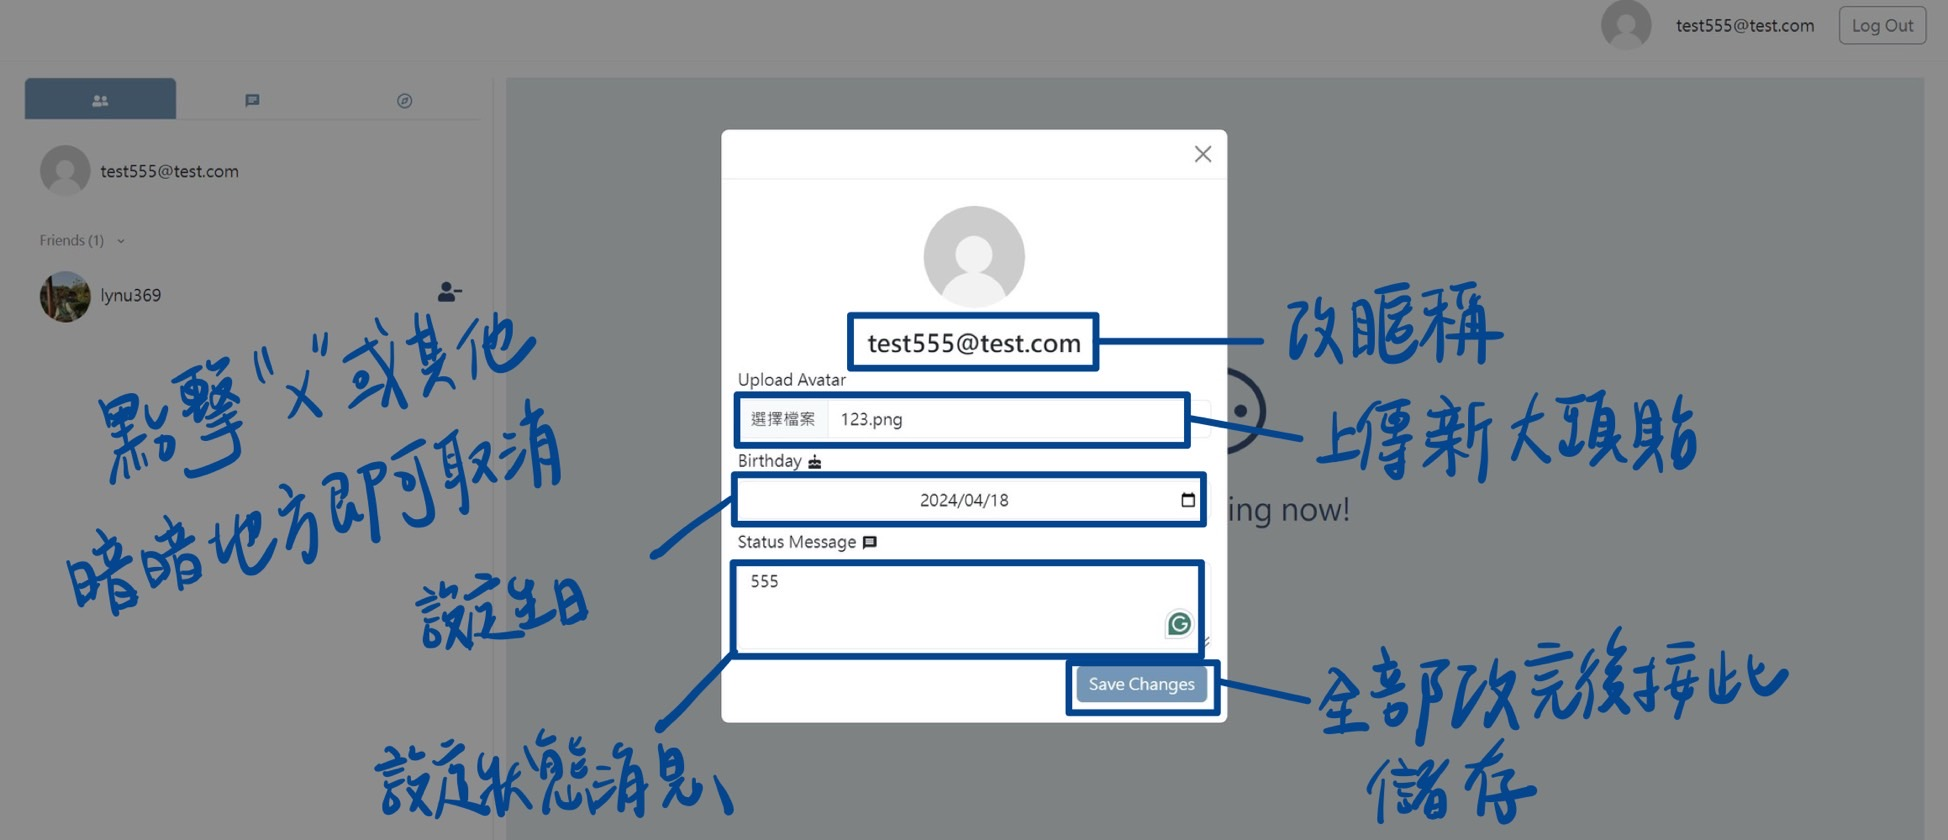 test555@test.com
Log Out
test555@test.com
Friends (1)
lynu369
test555@test.com
改暱稱
Upload Avatar
選擇檔案 123.png
上傳新大頭貼
Birthday
2024/04/18
ing now!
Status Message
555
Save Changes
點擊"x"或其他
暗暗地方即可取消
設定生日
設定狀態消息
全部改完後按此
儲存